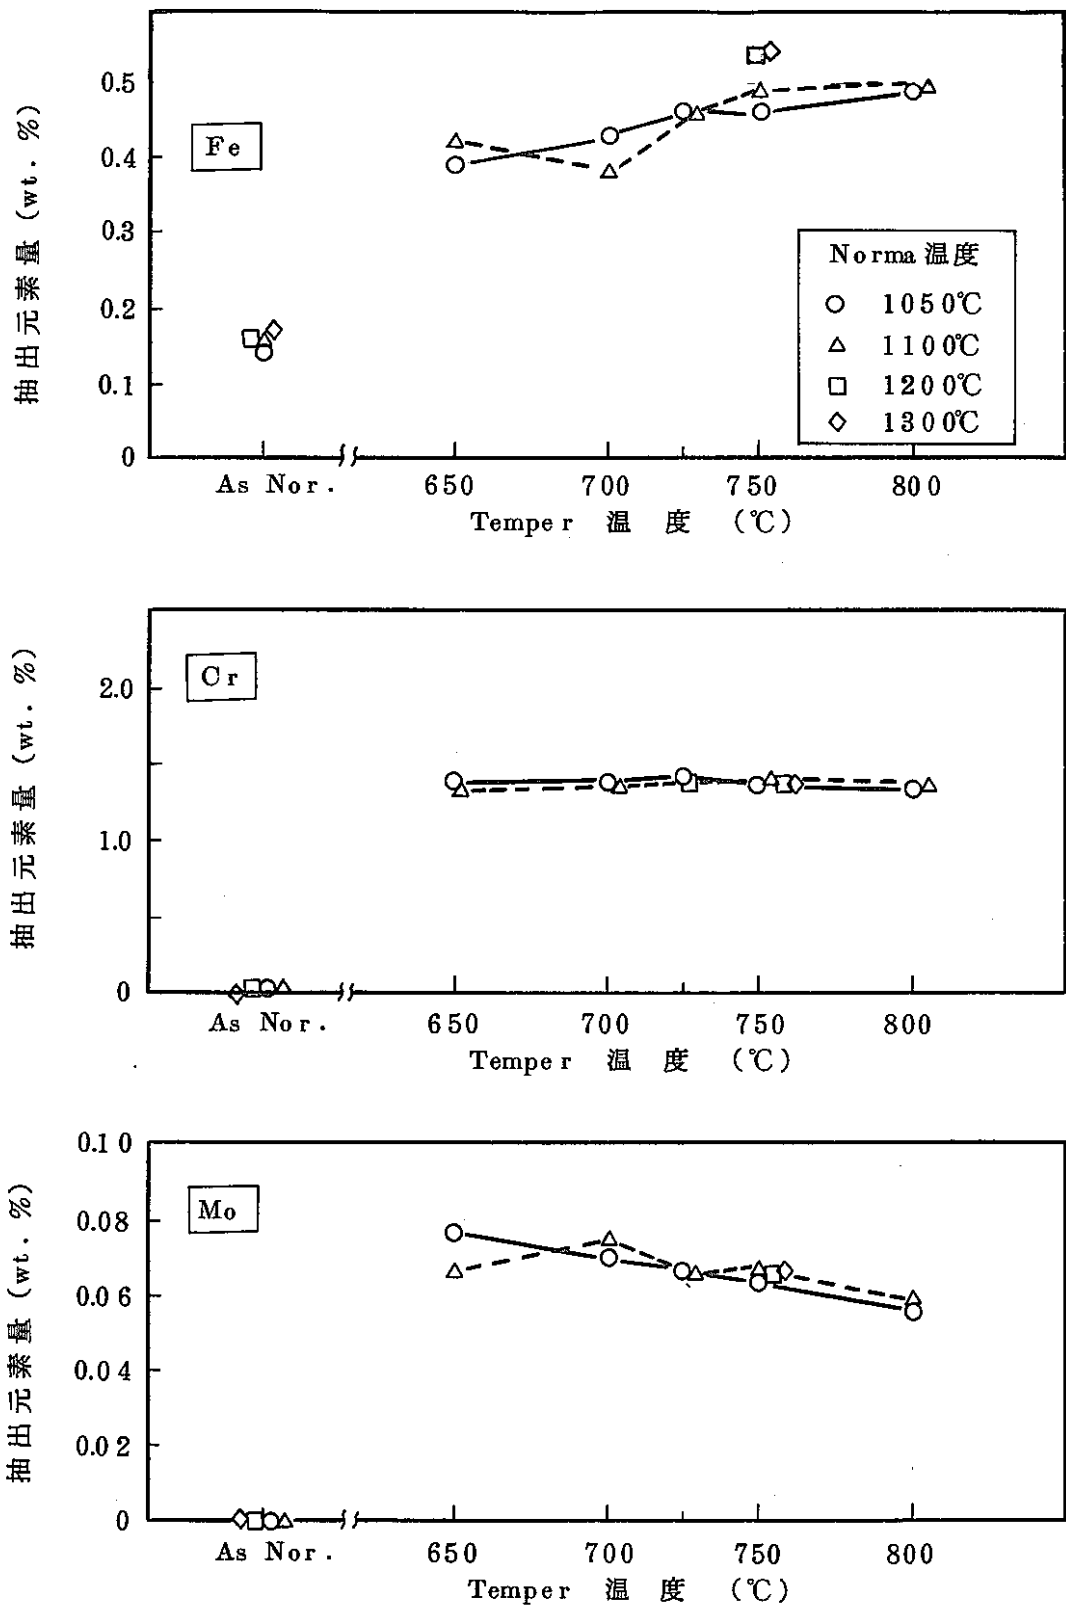 抽出元素量 (wt. %)
0.5
0.4
0.3
0.2
0.1
0
Fe
Norma 温度
○ 1050℃
△ 1100℃
□ 1200℃
◇ 1300℃
As Nor. 650 700 750 800
Temper 温 度 (℃)
抽出元素量 (wt. %)
2.0
1.0
0
Cr
As Nor. 650 700 750 800
Temper 温 度 (℃)
抽出元素量 (wt. %)
0.10
0.08
0.06
0.04
0.02
0
Mo
As Nor. 650 700 750 800
Temper 温 度 (℃)